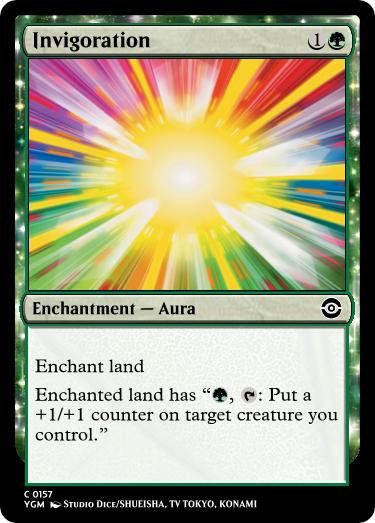 Invigoration 1
Enchantment — Aura
Enchant land
Enchanted land has “, : Put a
+1/+1 counter on target creature you
control.”
C 0157
YGM Studio Dice/SHUEISHA, TV TOKYO, KONAMI